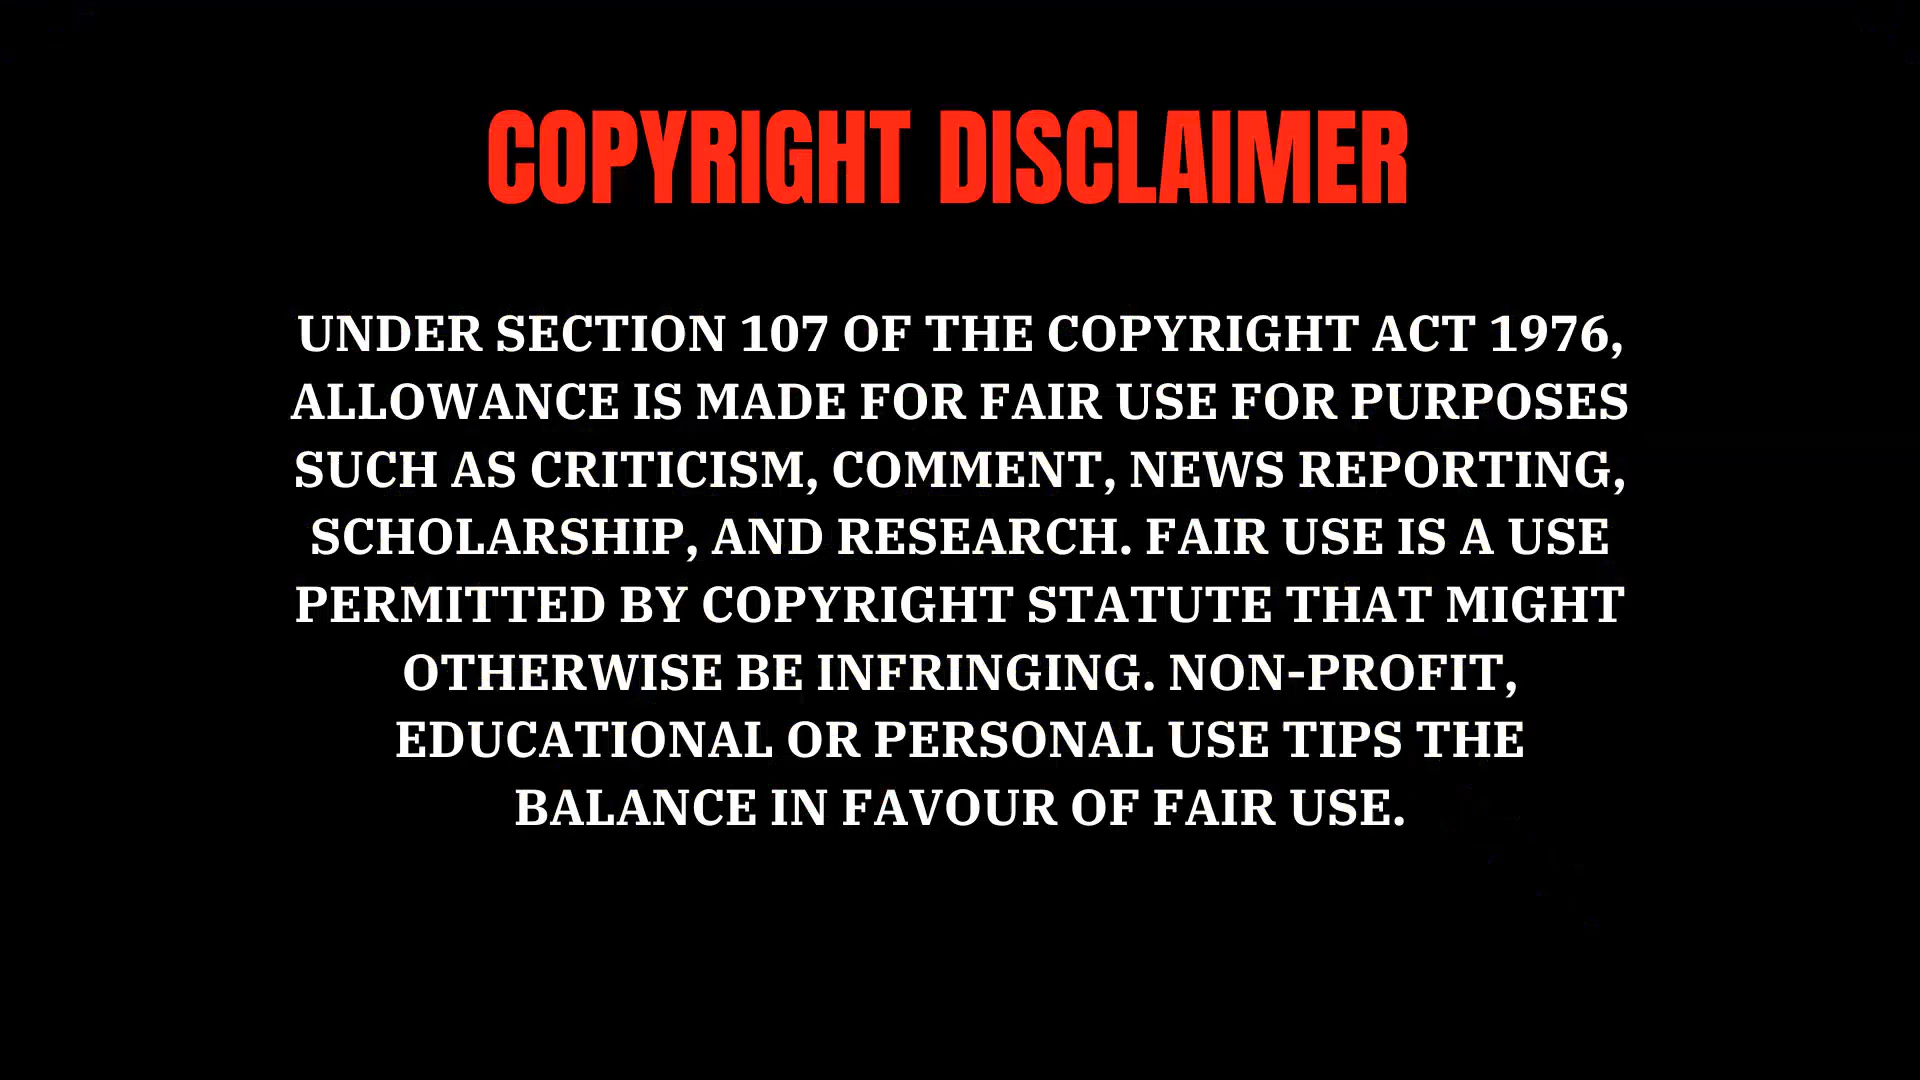 COPYRIGHT DISCLAIMER
UNDER SECTION 107 OF THE COPYRIGHT ACT 1976,
ALLOWANCE IS MADE FOR FAIR USE FOR PURPOSES
SUCH AS CRITICISM, COMMENT, NEWS REPORTING,
SCHOLARSHIP, AND RESEARCH. FAIR USE IS A USE
PERMITTED BY COPYRIGHT STATUTE THAT MIGHT
OTHERWISE BE INFRINGING. NON-PROFIT,
EDUCATIONAL OR PERSONAL USE TIPS THE
BALANCE IN FAVOUR OF FAIR USE.